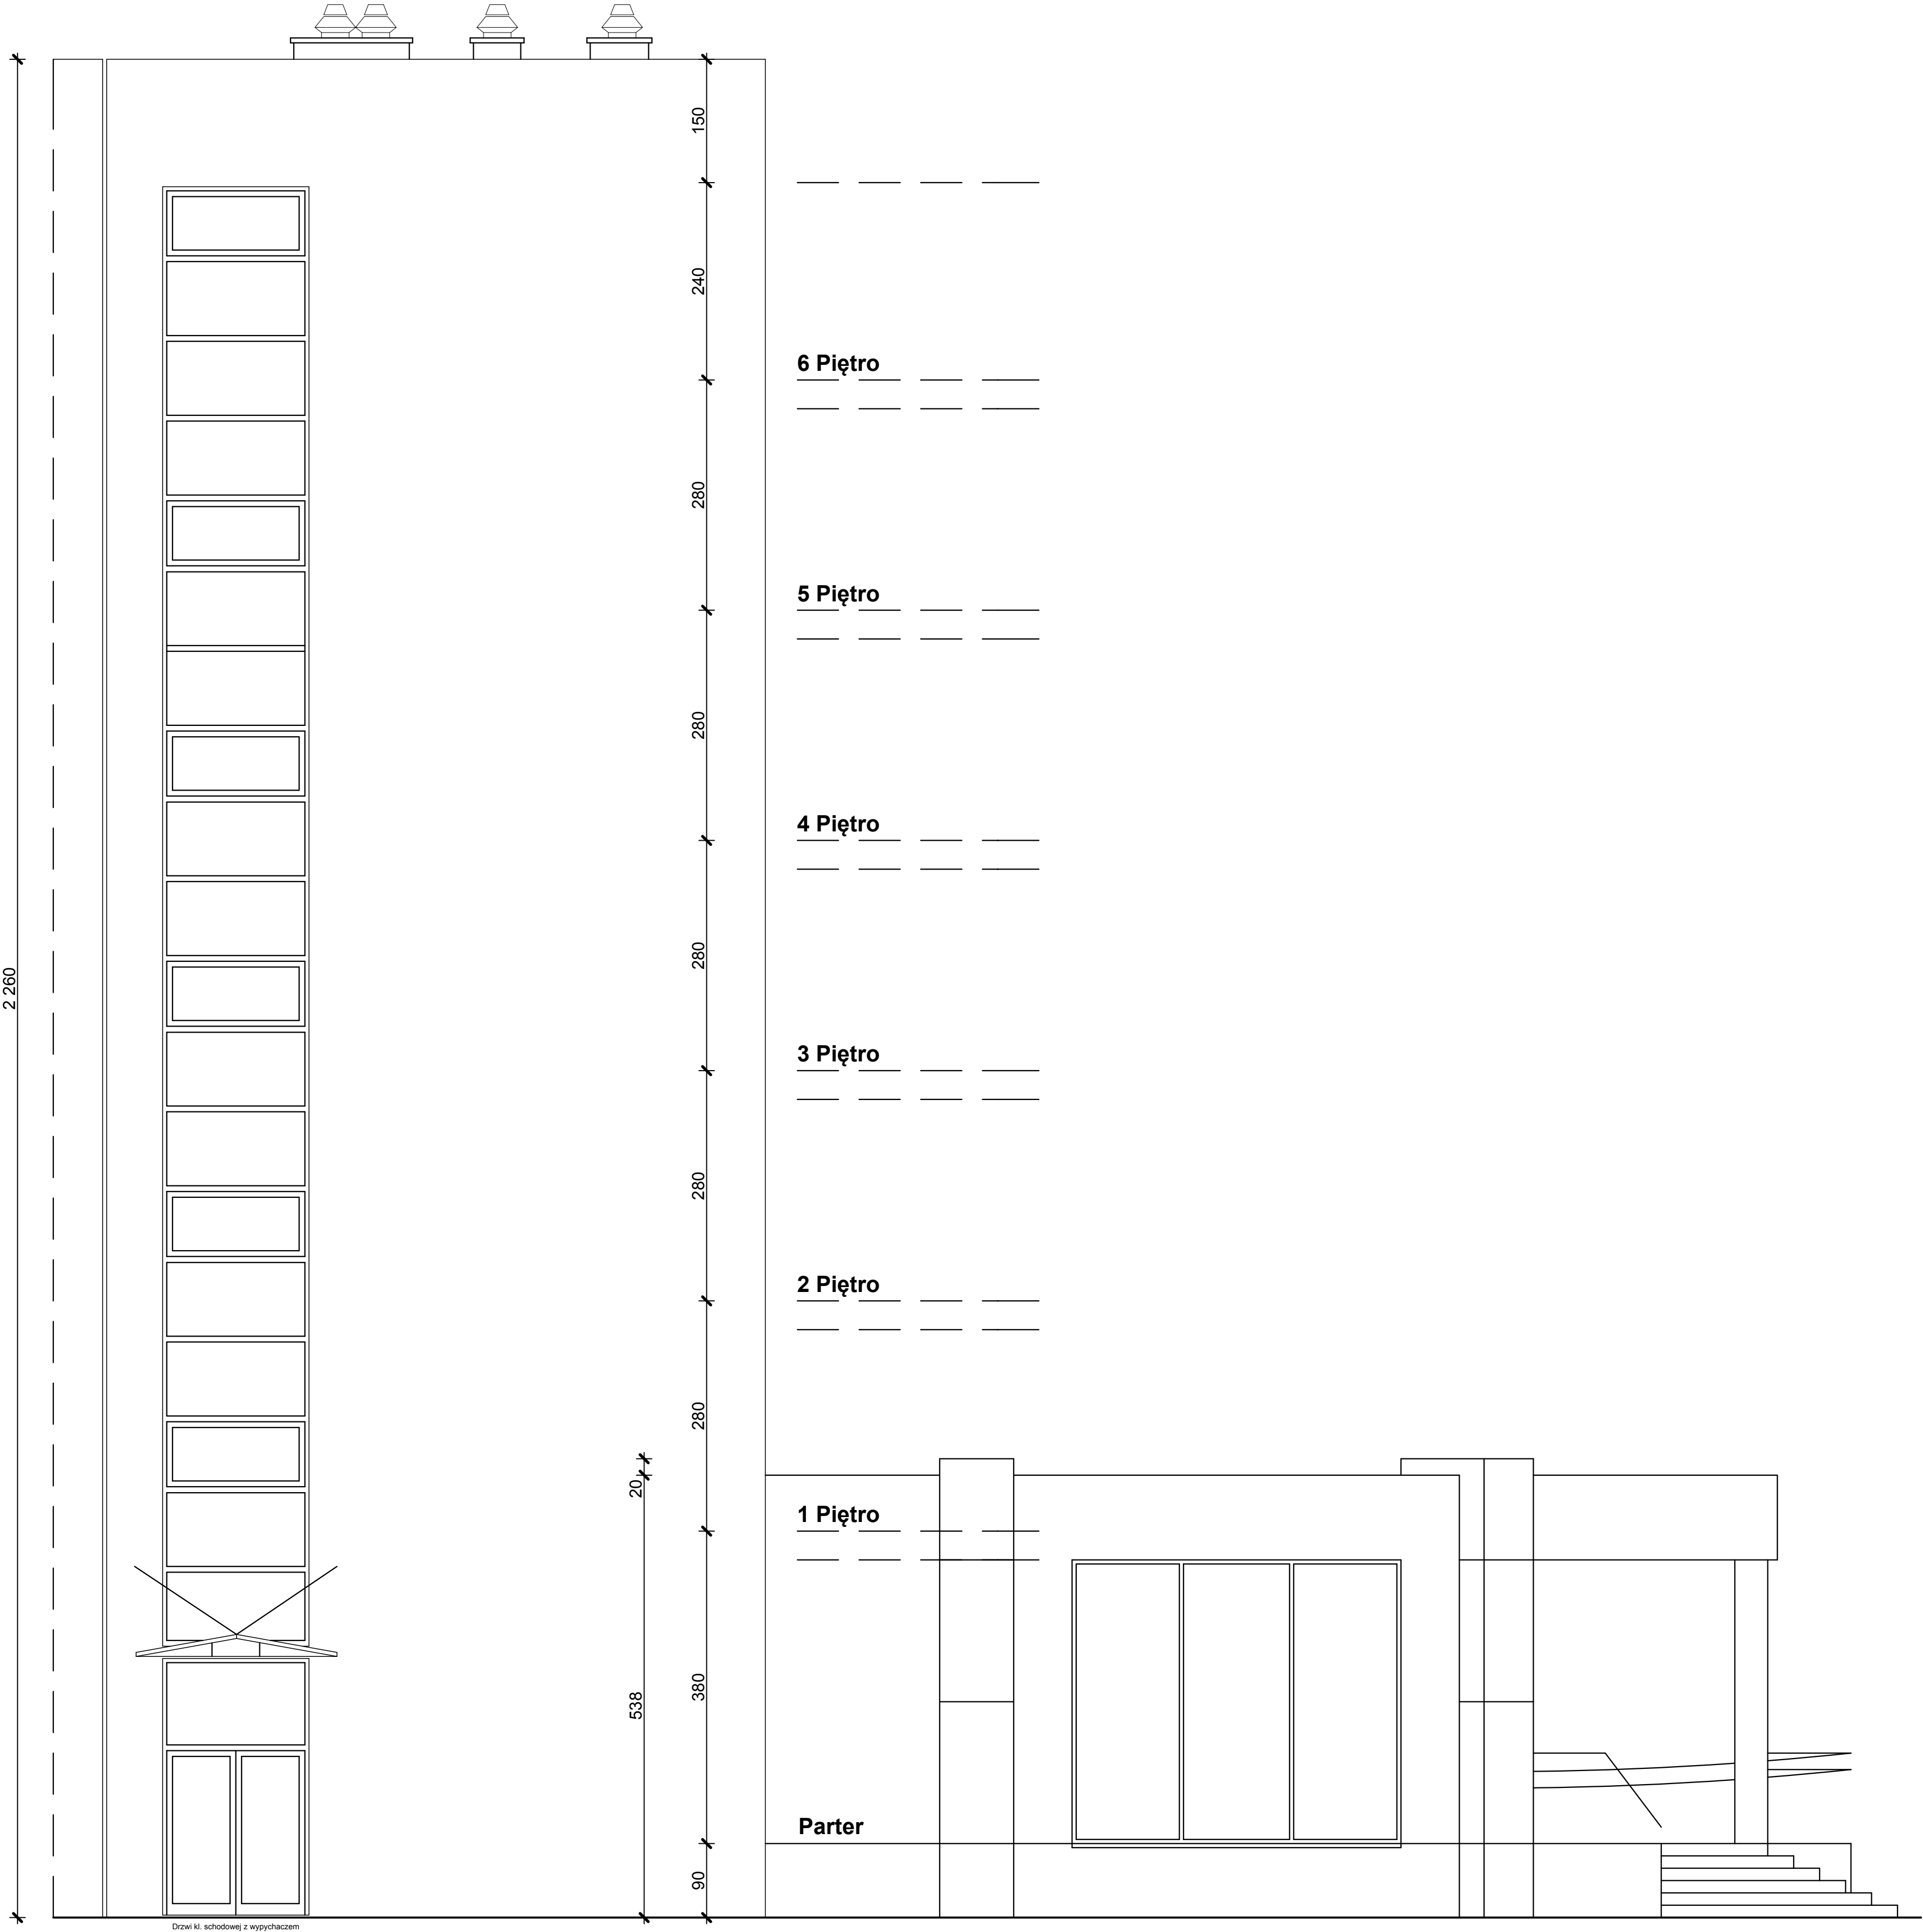 150
240
6 Piętro
280
5 Piętro
280
4 Piętro
280
2 260
3 Piętro
280
2 Piętro
280
20
1 Piętro
380
538
Parter
90
Drzwi kl. schodowej z wypychaczem